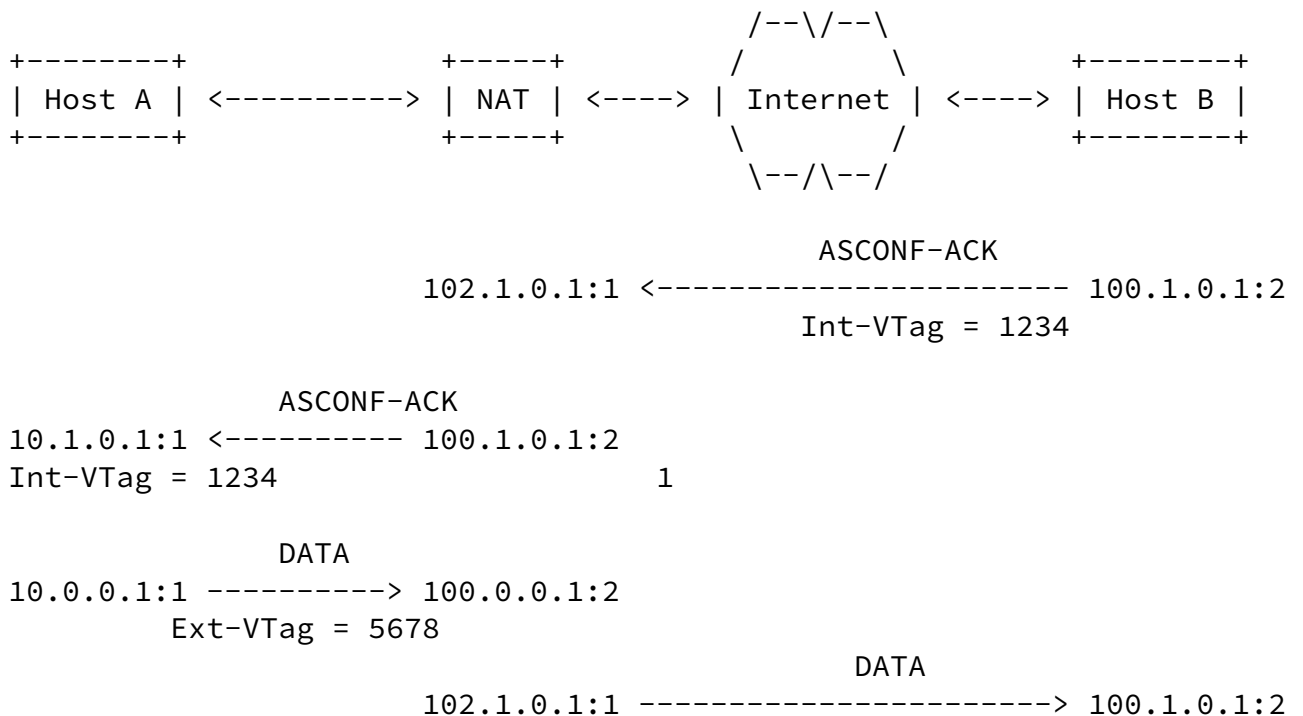 /--\/--\
+--------+              +-----+         /        \         +--------+
| Host A | <----------> | NAT | <----> | Internet | <----> | Host B |
+--------+              +-----+         \        /         +--------+
                                         \--/\--/

                                             ASCONF-ACK
                       102.1.0.1:1 <----------------------- 100.1.0.1:2
                                            Int-VTag = 1234

               ASCONF-ACK
10.1.0.1:1 <---------- 100.1.0.1:2
Int-VTag = 1234                     1

               DATA
10.0.0.1:1 ----------> 100.0.0.1:2
         Ext-VTag = 5678
                                               DATA
                       102.1.0.1:1 -----------------------> 100.1.0.1:2